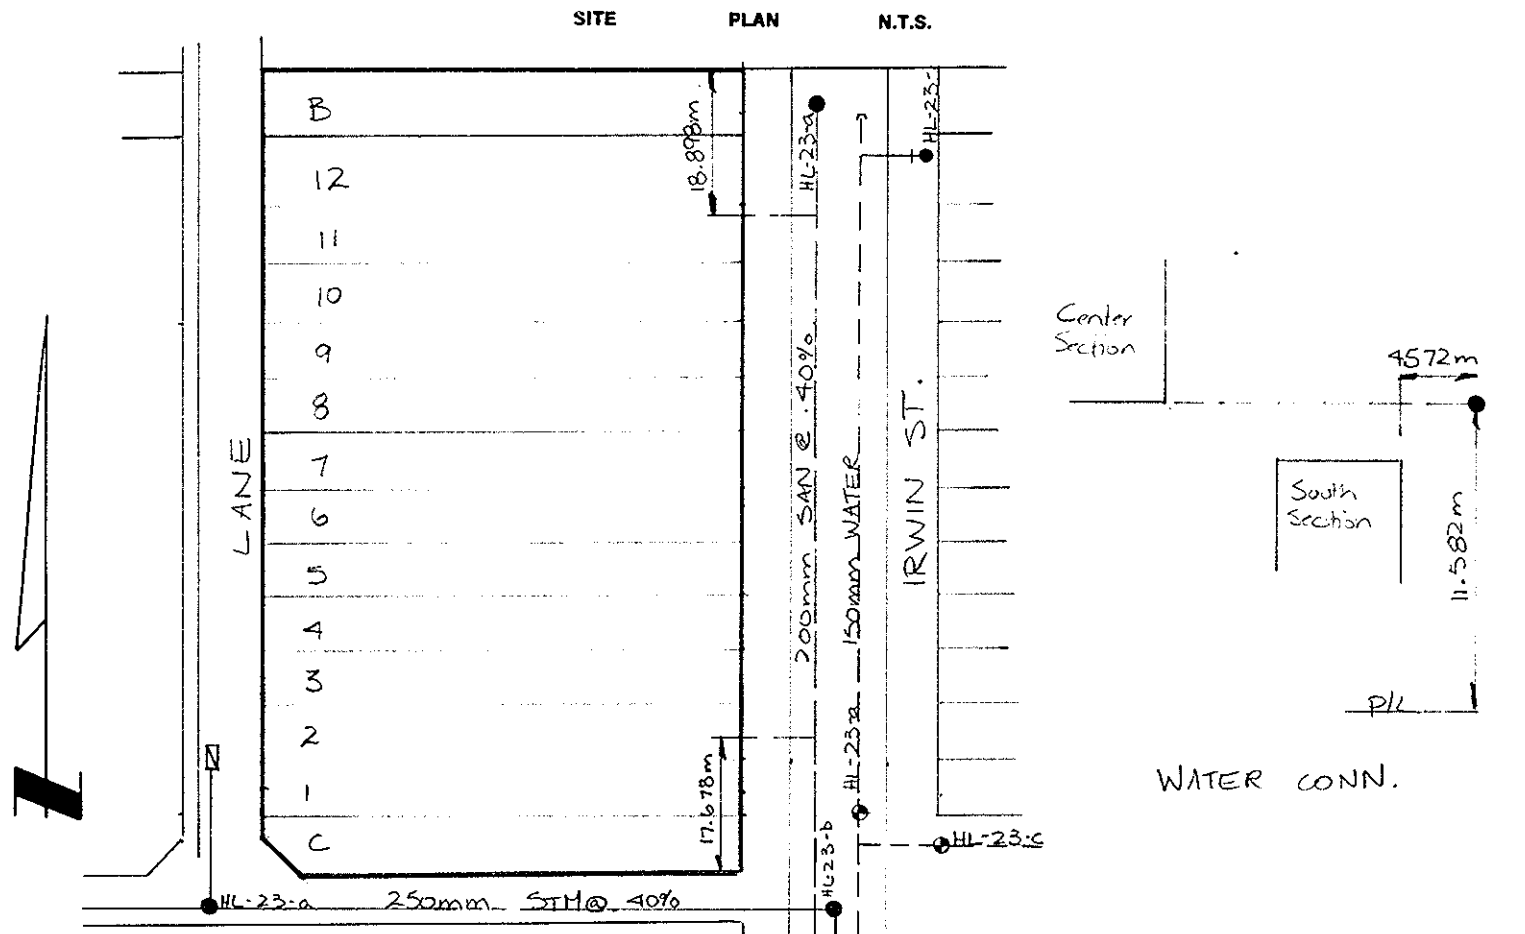 SITE PLAN N.T.S.
B
12
11
10
9
8
7
6
5
4
3
2
1
C
LANE
18.898m
17.678m
HL-23-a
200mm SAN @ .40%
HL-23-b
150mm WATER
HL-23-
IRWIN ST.
HL-23-c
HL-23-a
250mm STM@ .40%
Center
Section
4572m
South
Section
11.582m
P/L
WATER CONN.